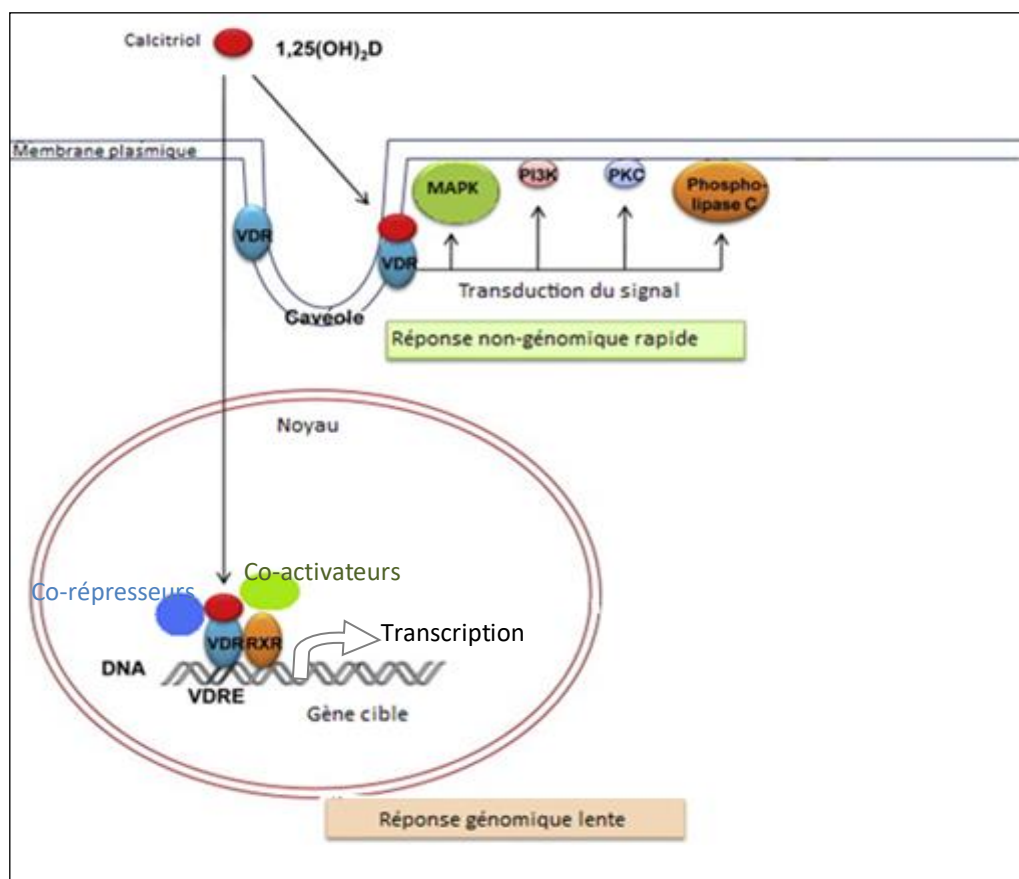 Calcitriol
1,25(OH)₂D
Membrane plasmique
MAPK
PI3K
PKC
Phospho-
lipase C
VDR
VDR
Cavéole
Transduction du signal
Réponse non-génomique rapide
Noyau
Co-répresseurs
Co-activateurs
VDR
RXR
Transcription
DNA
VDRE
Gène cible
Réponse génomique lente